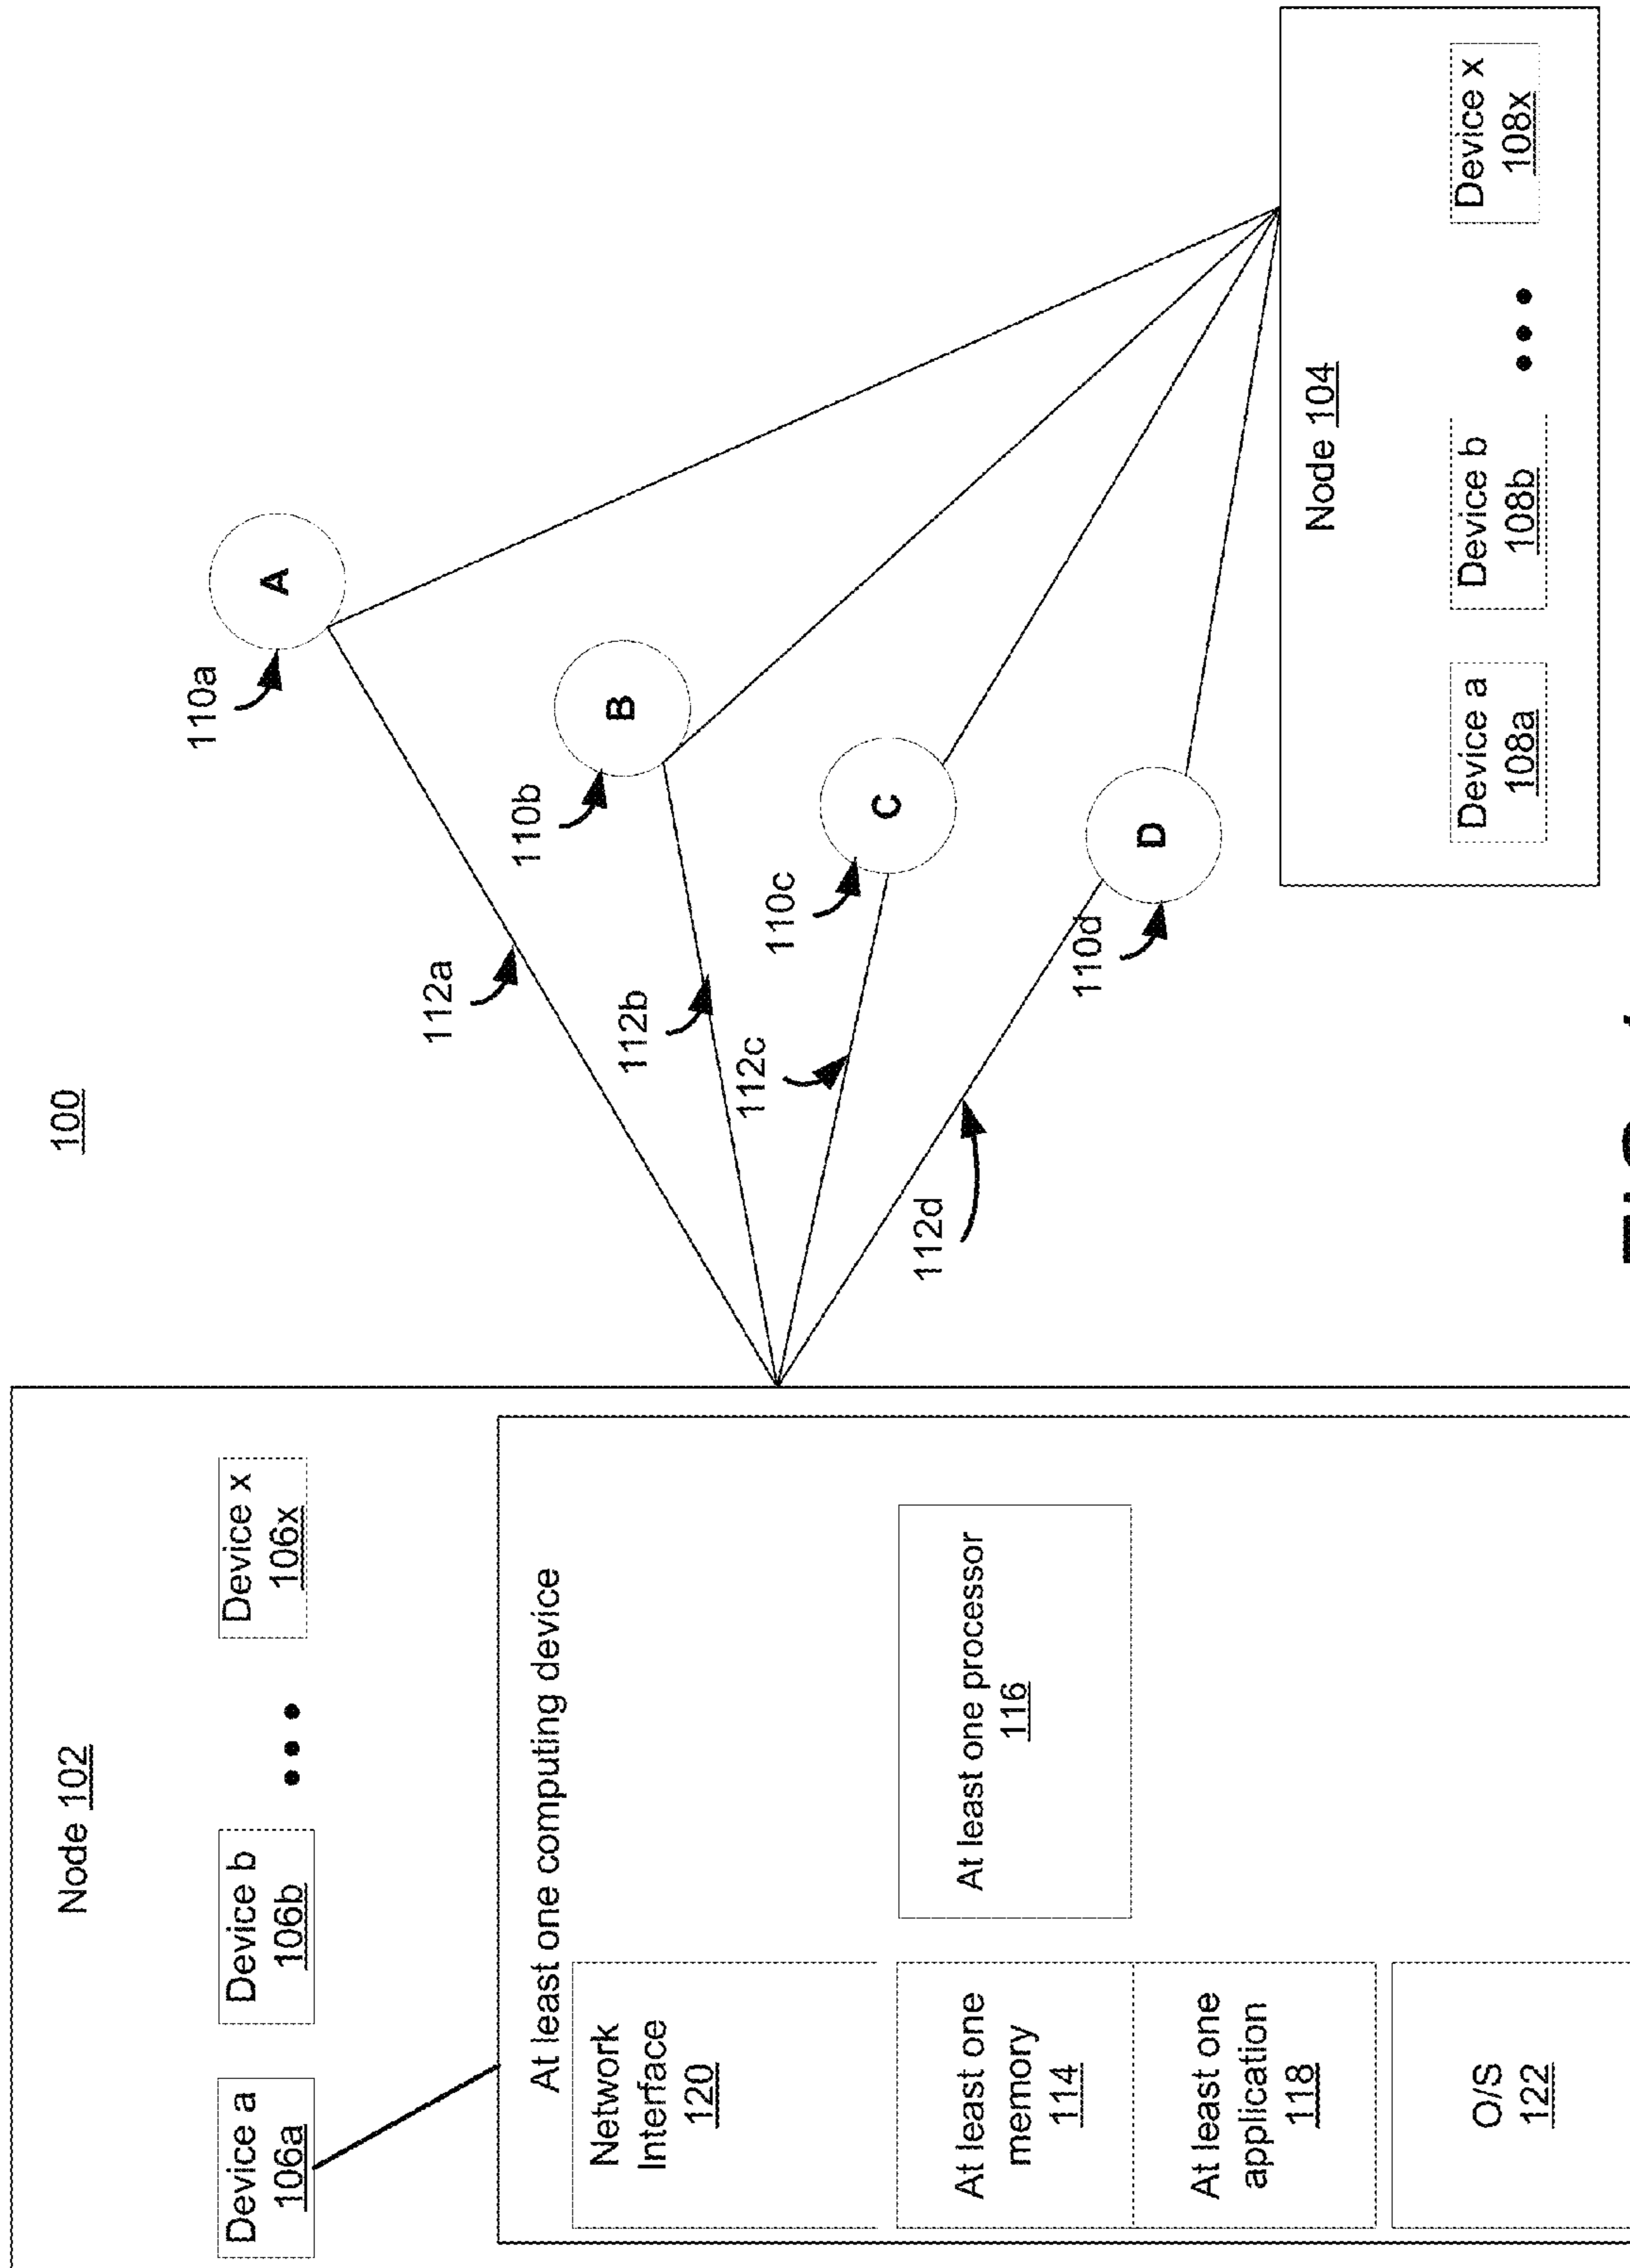 100
Node 102
Device a
106a
Device b
106b
Device x
106x
At least one computing device
Network
Interface
120
At least one
memory
114
At least one processor
116
At least one
application
118
O/S
122
110a
A
112a
110b
B
112b
110c
C
112c
110d
D
112d
Node 104
Device a
108a
Device b
108b
Device x
108x